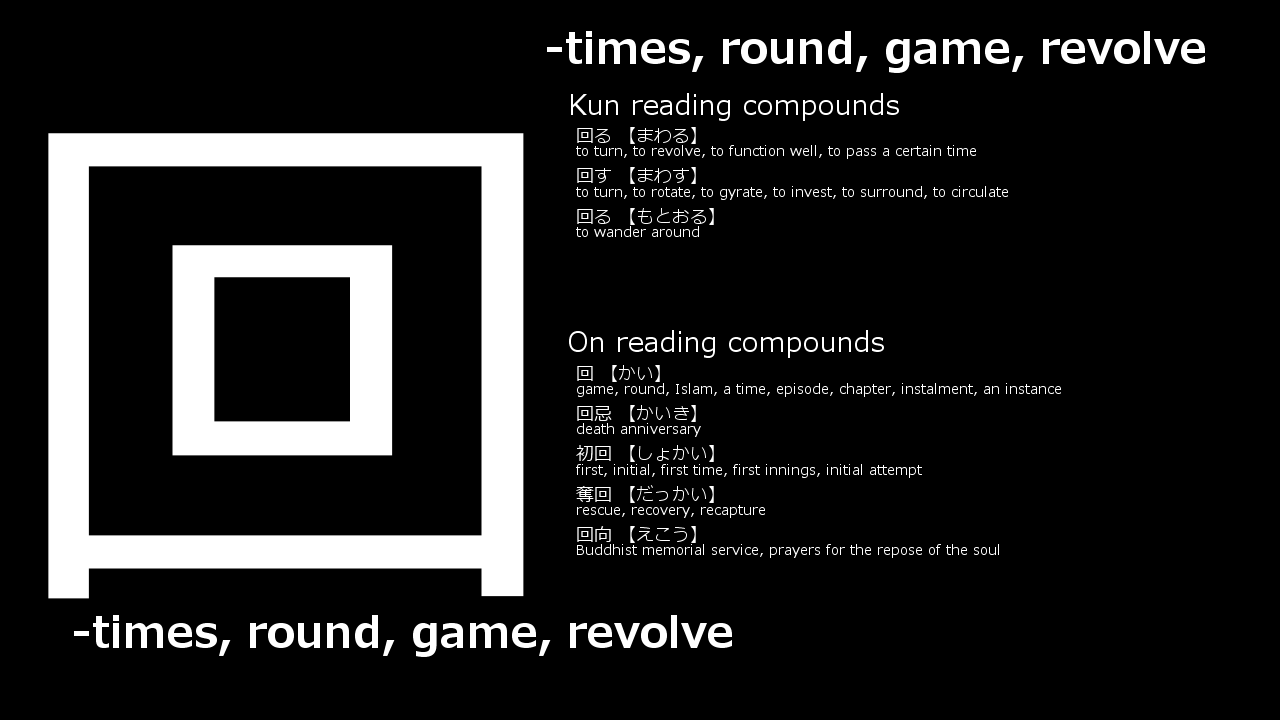 -times, round, game, revolve
Kun reading compounds
回る 【まわる】
to turn, to revolve, to function well, to pass a certain time
回す 【まわす】
to turn, to rotate, to gyrate, to invest, to surround, to circulate
回る 【もとおる】
to wander around
On reading compounds
回 【かい】
game, round, Islam, a time, episode, chapter, instalment, an instance
回忌 【かいき】
death anniversary
初回 【しょかい】
first, initial, first time, first innings, initial attempt
奪回 【だっかい】
rescue, recovery, recapture
回向 【えこう】
Buddhist memorial service, prayers for the repose of the soul
回
-times, round, game, revolve